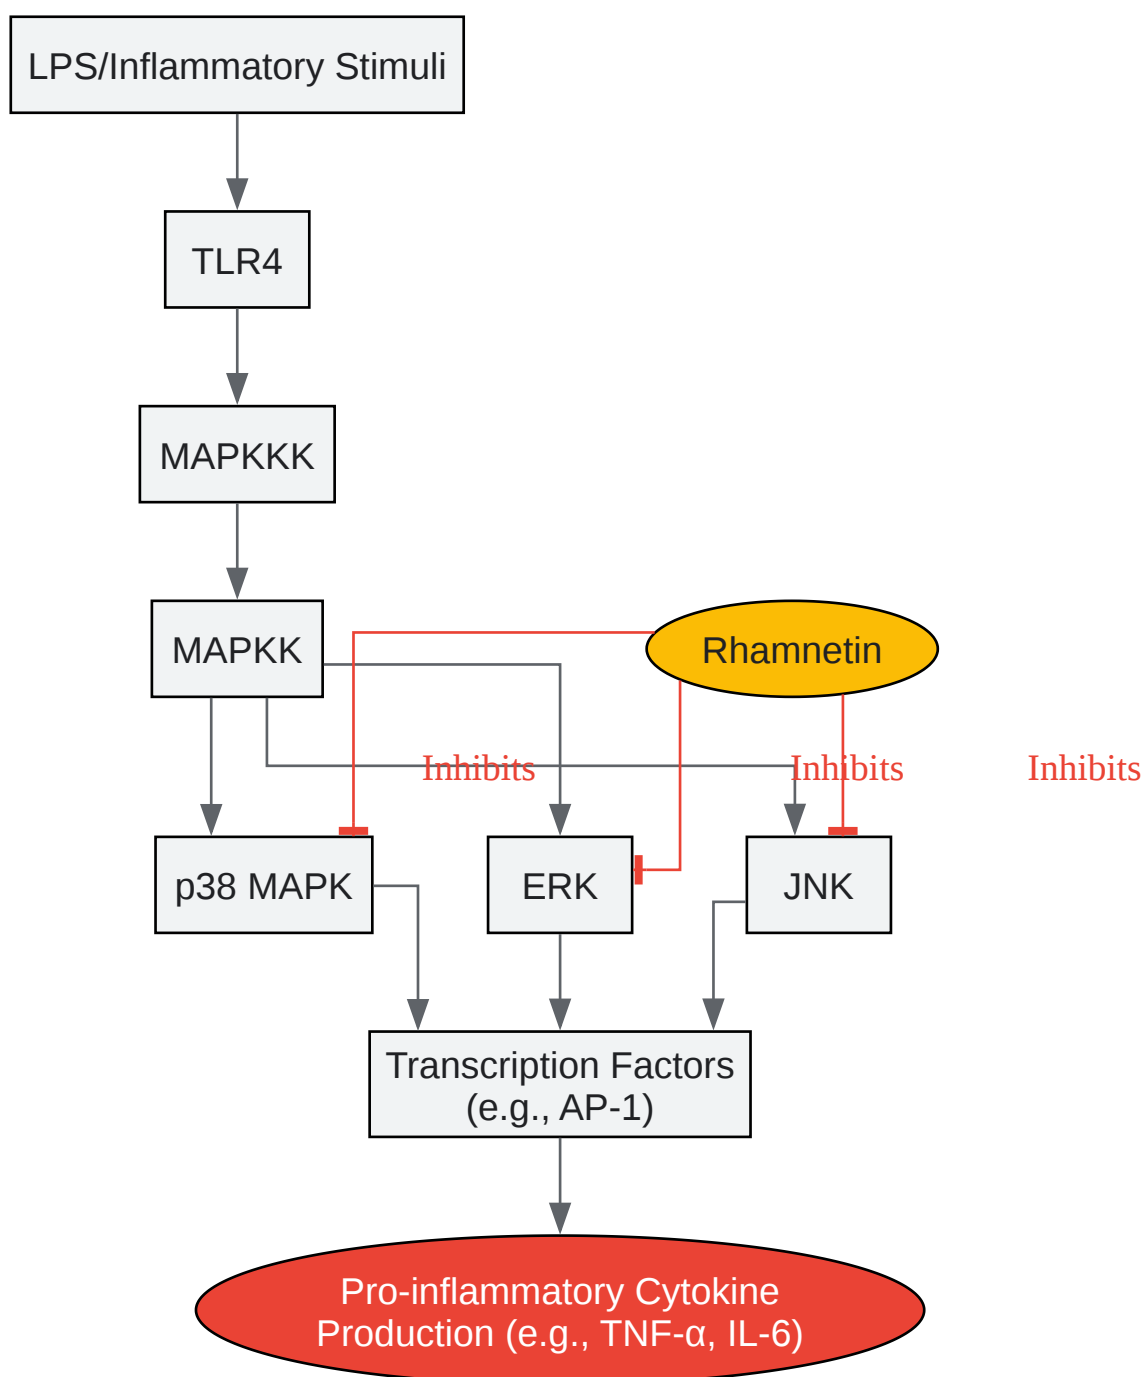 LPS/Inflammatory Stimuli
TLR4
MAPKKK
MAPKK
Rhamnetin
Inhibits
Inhibits
Inhibits
p38 MAPK
ERK
JNK
Transcription Factors
(e.g., AP-1)
Pro-inflammatory Cytokine
Production (e.g., TNF-α, IL-6)